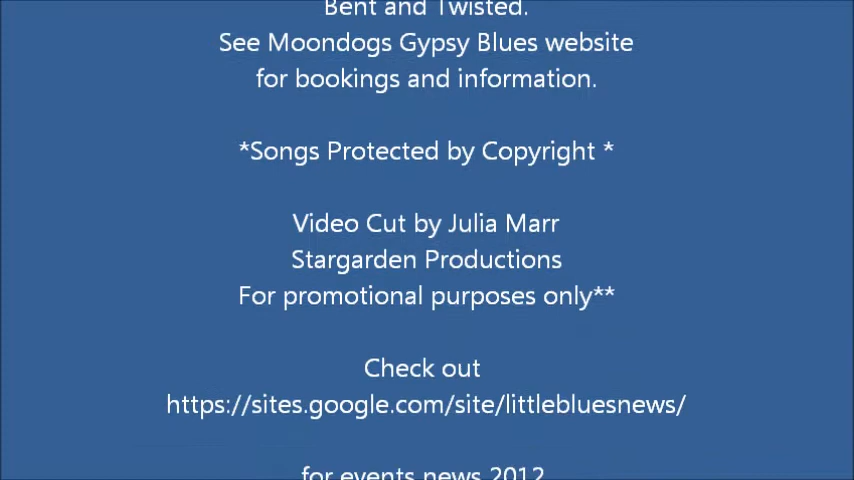 Bent and Twisted.
See Moondogs Gypsy Blues website
for bookings and information.
*Songs Protected by Copyright *
Video Cut by Julia Marr
Stargarden Productions
For promotional purposes only**
Check out
https://sites.google.com/site/littlebluesnews/
for events news 2012